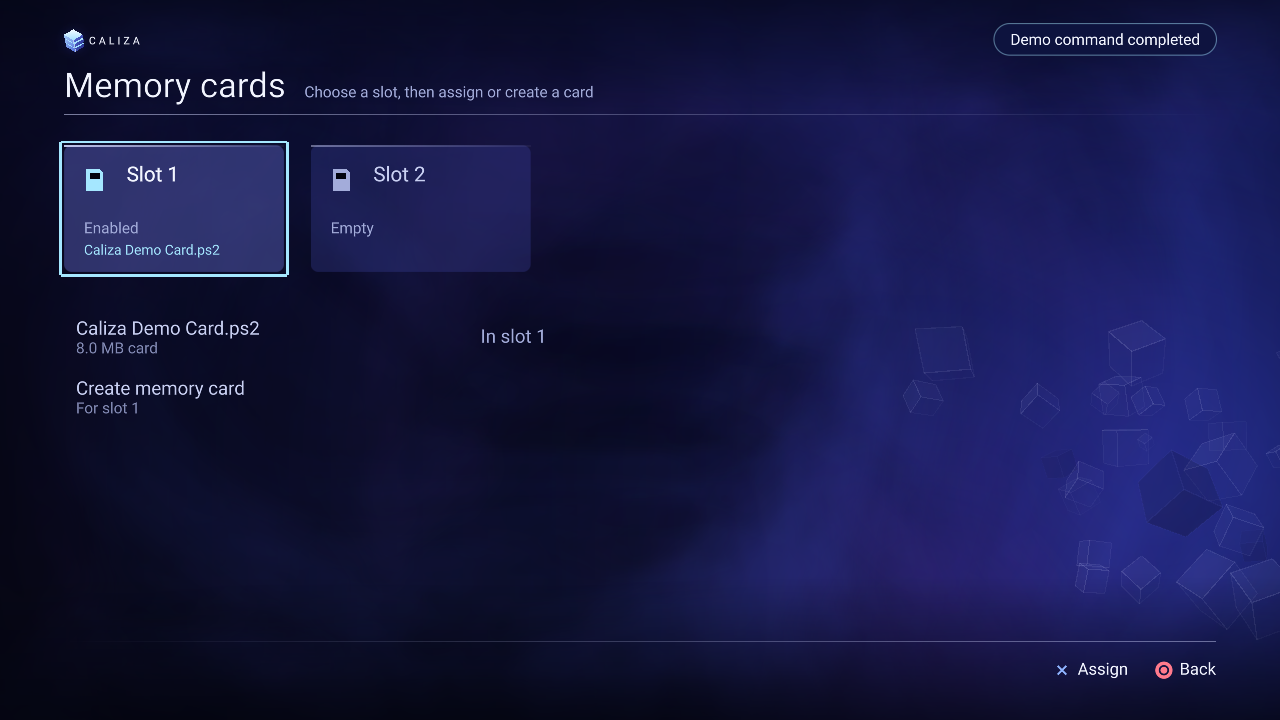 CALIZA
Demo command completed
Memory cards
Choose a slot, then assign or create a card
Slot 1
Enabled
Caliza Demo Card.ps2
Slot 2
Empty
Caliza Demo Card.ps2
8.0 MB card
In slot 1
Create memory card
For slot 1
Assign
Back